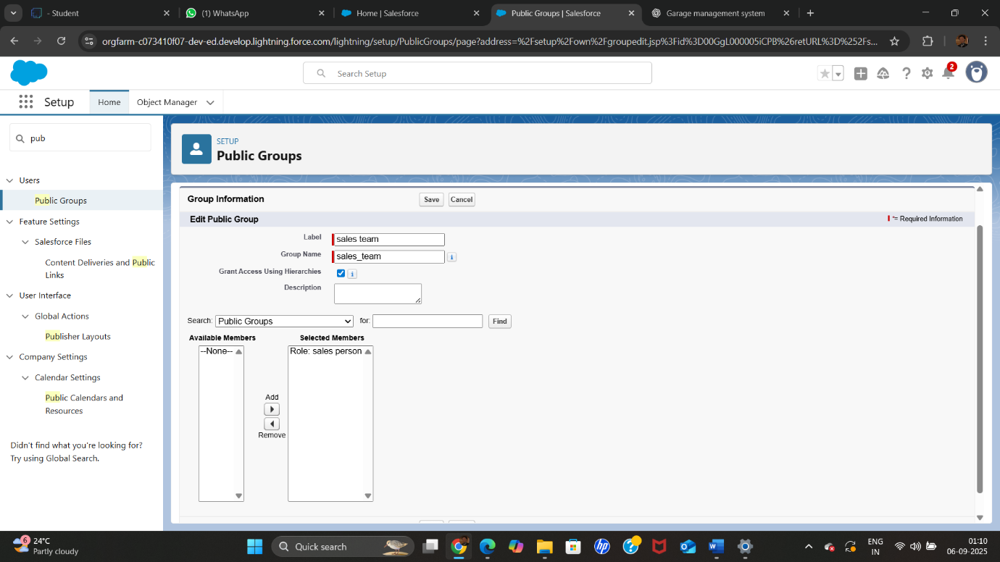 - Student
(1) WhatsApp
Home | Salesforce
Public Groups | Salesforce
Garage management system
orgfarm-c073410f07-dev-ed.develop.lightning.force.com/lightning/setup/PublicGroups/page?address=%2Fsetup%2Fown%2Fgroupedit.jsp%3Fid%3D00GgL000005iCPB%26retURL%3D%252Fs...
Search Setup
2
Setup
Home
Object Manager
pub
SETUP
Public Groups
Users
Public Groups
Feature Settings
Salesforce Files
Content Deliveries and Public
Links
User Interface
Global Actions
Publisher Layouts
Company Settings
Calendar Settings
Public Calendars and
Resources
Didn't find what you're looking for?
Try using Global Search.
Group Information
Save
Cancel
Edit Public Group
*= Required Information
Label
sales team
Group Name
sales_team
i
Grant Access Using Hierarchies
i
Description
Search:
Public Groups
for:
Find
Available Members
Selected Members
--None--
Role: sales person
Add
Remove
6
24°C
Partly cloudy
Quick search
ENG
IN
01:10
06-09-2025